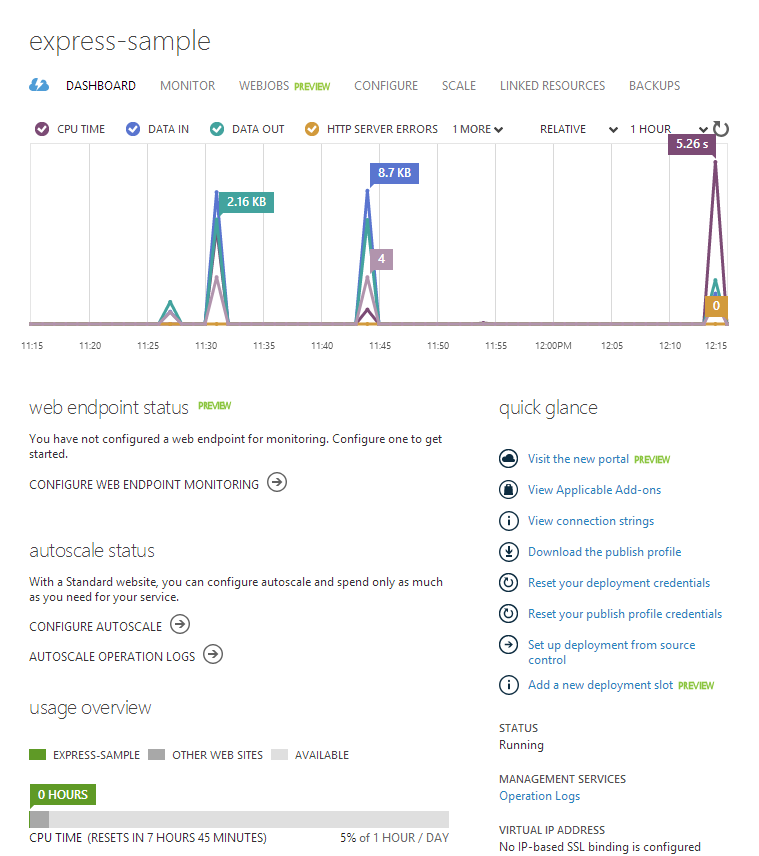 express-sample
DASHBOARD MONITOR WEBJOBS PREVIEW CONFIGURE SCALE LINKED RESOURCES BACKUPS
CPU TIME DATA IN DATA OUT HTTP SERVER ERRORS 1 MORE RELATIVE 1 HOUR
5.26 s
8.7 KB
2.16 KB
4
0
11:15 11:20 11:25 11:30 11:35 11:40 11:45 11:50 11:55 12:00PM 12:05 12:10 12:15
web endpoint status PREVIEW
You have not configured a web endpoint for monitoring. Configure one to get
started.
CONFIGURE WEB ENDPOINT MONITORING
autoscale status
With a Standard website, you can configure autoscale and spend only as much
as you need for your service.
CONFIGURE AUTOSCALE
AUTOSCALE OPERATION LOGS
usage overview
EXPRESS-SAMPLE OTHER WEB SITES AVAILABLE
0 HOURS
CPU TIME (RESETS IN 7 HOURS 45 MINUTES) 5% of 1 HOUR / DAY
quick glance
Visit the new portal PREVIEW
View Applicable Add-ons
View connection strings
Download the publish profile
Reset your deployment credentials
Reset your publish profile credentials
Set up deployment from source
control
Add a new deployment slot PREVIEW
STATUS
Running
MANAGEMENT SERVICES
Operation Logs
VIRTUAL IP ADDRESS
No IP-based SSL binding is configured